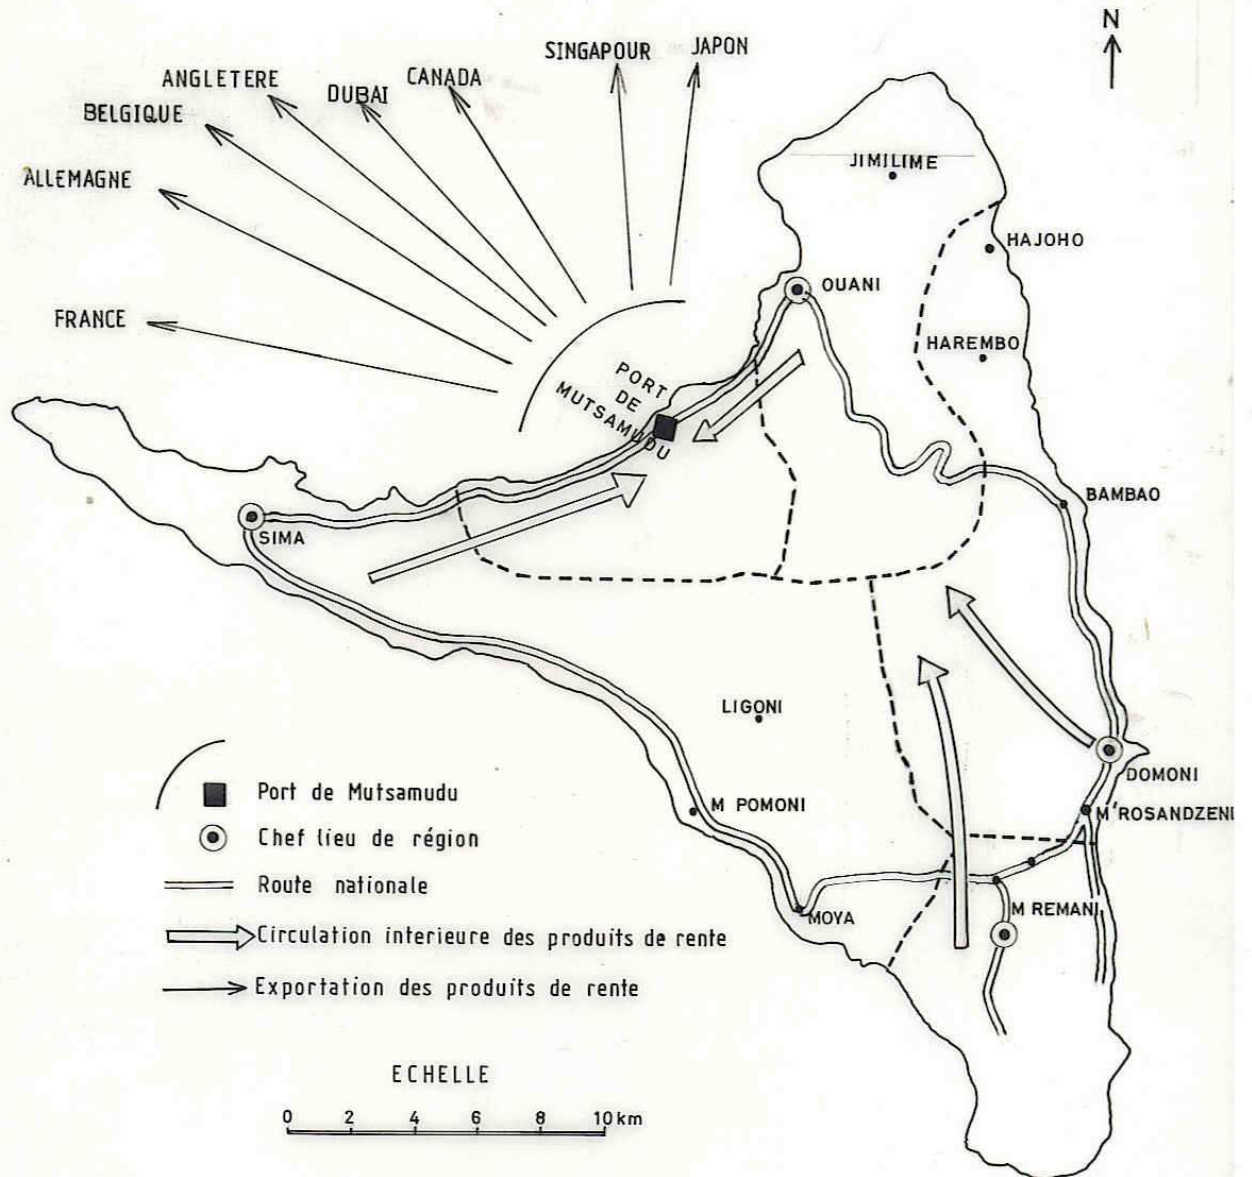 N
SINGAPOUR
JAPON
ANGLETERE
DUBAI
CANADA
BELGIQUE
ALLEMAGNE
FRANCE
JIMILIME
HAJOHO
OUANI
HAREMBO
PORT
DE
MUTSAMUDU
BAMBAO
SIMA
LIGONI
DOMONI
M'ROSANDZENI
M POMONI
M REMANI
MOYA
Port de Mutsamudu
Chef lieu de région
Route nationale
Circulation interieure des produits de rente
Exportation des produits de rente
ECHELLE
0 2 4 6 8 10 km